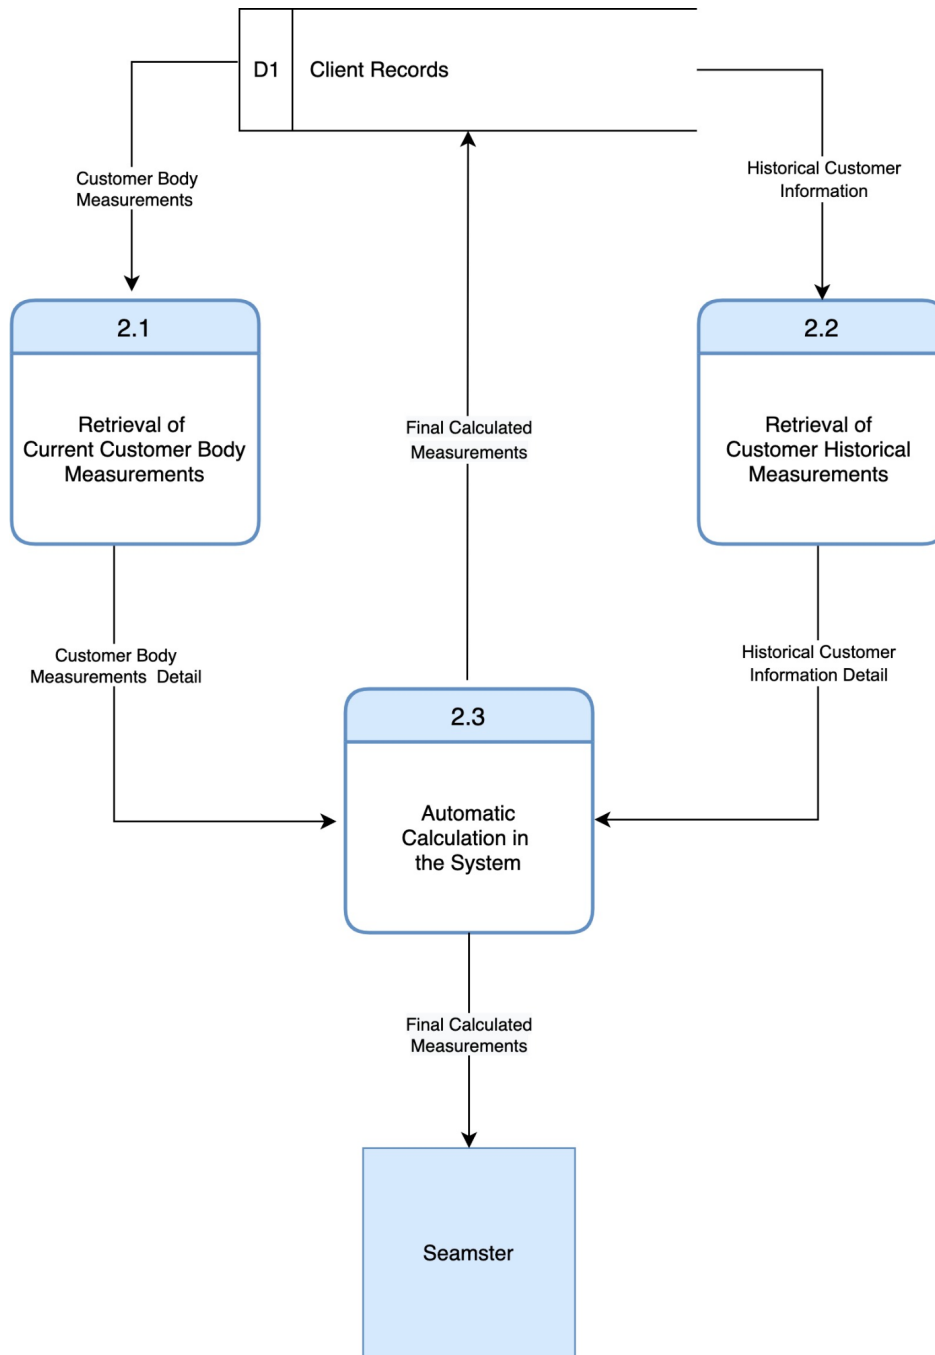 D1 Client Records
Customer Body
Measurements
Historical Customer
Information
2.1
Retrieval of
Current Customer Body
Measurements
2.2
Retrieval of
Customer Historical
Measurements
Final Calculated
Measurements
Customer Body
Measurements Detail
Historical Customer
Information Detail
2.3
Automatic
Calculation in
the System
Final Calculated
Measurements
Seamster